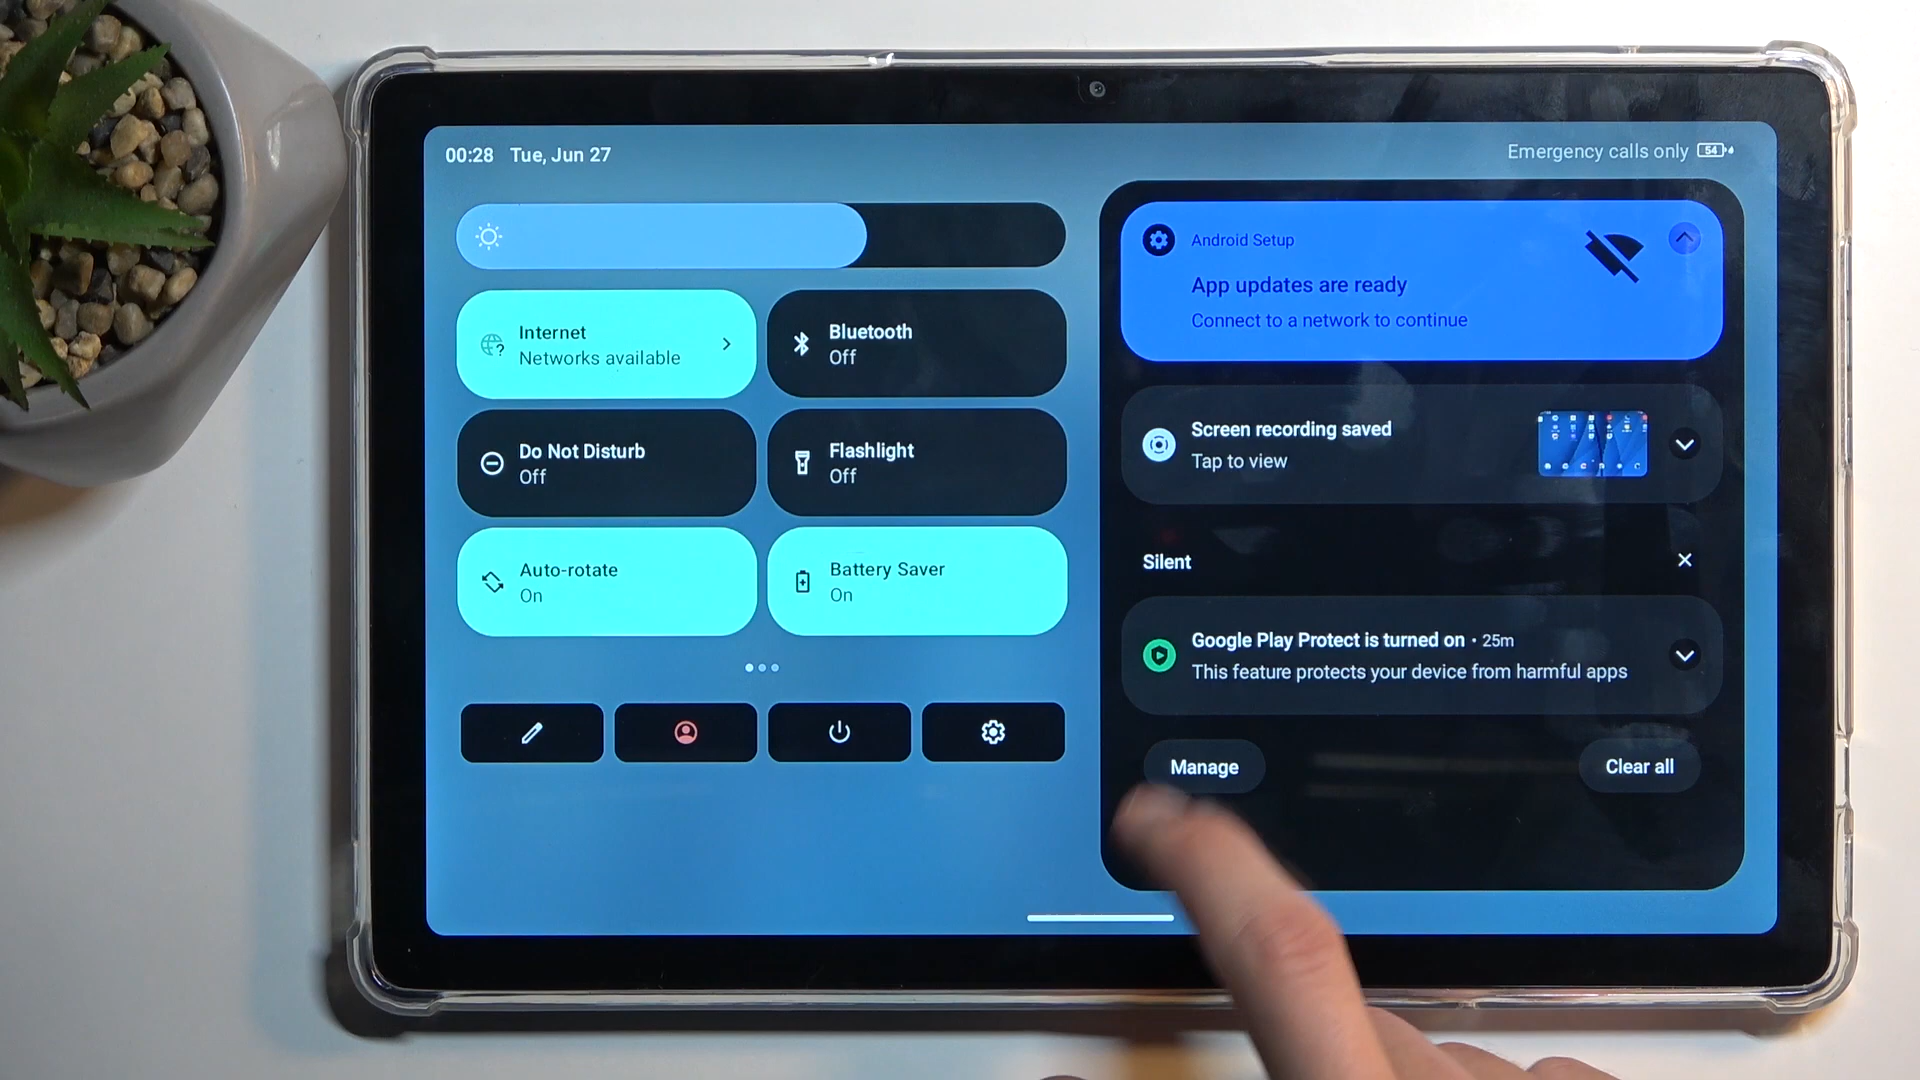 00:28 Tue, Jun 27
Emergency calls only 54
Internet
Networks available
Bluetooth
Off
Do Not Disturb
Off
Flashlight
Off
Auto-rotate
On
Battery Saver
On
Android Setup
App updates are ready
Connect to a network to continue
Screen recording saved
Tap to view
Silent
Google Play Protect is turned on • 25m
This feature protects your device from harmful apps
Manage
Clear all